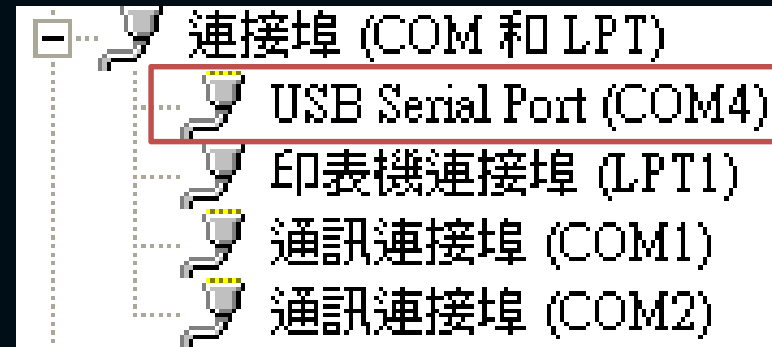 連接埠 (COM 和 LPT)
USB Serial Port (COM4)
印表機連接埠 (LPT1)
通訊連接埠 (COM1)
通訊連接埠 (COM2)